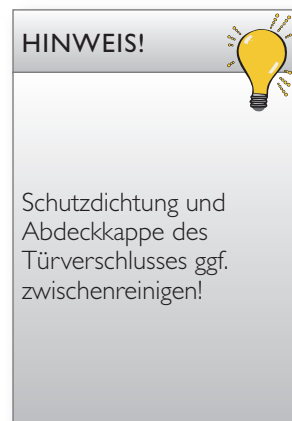 HINWEIS!
Schutzdichtung und
Abdeckkappe des
Türverschlusses ggf.
zwischenreinigen!